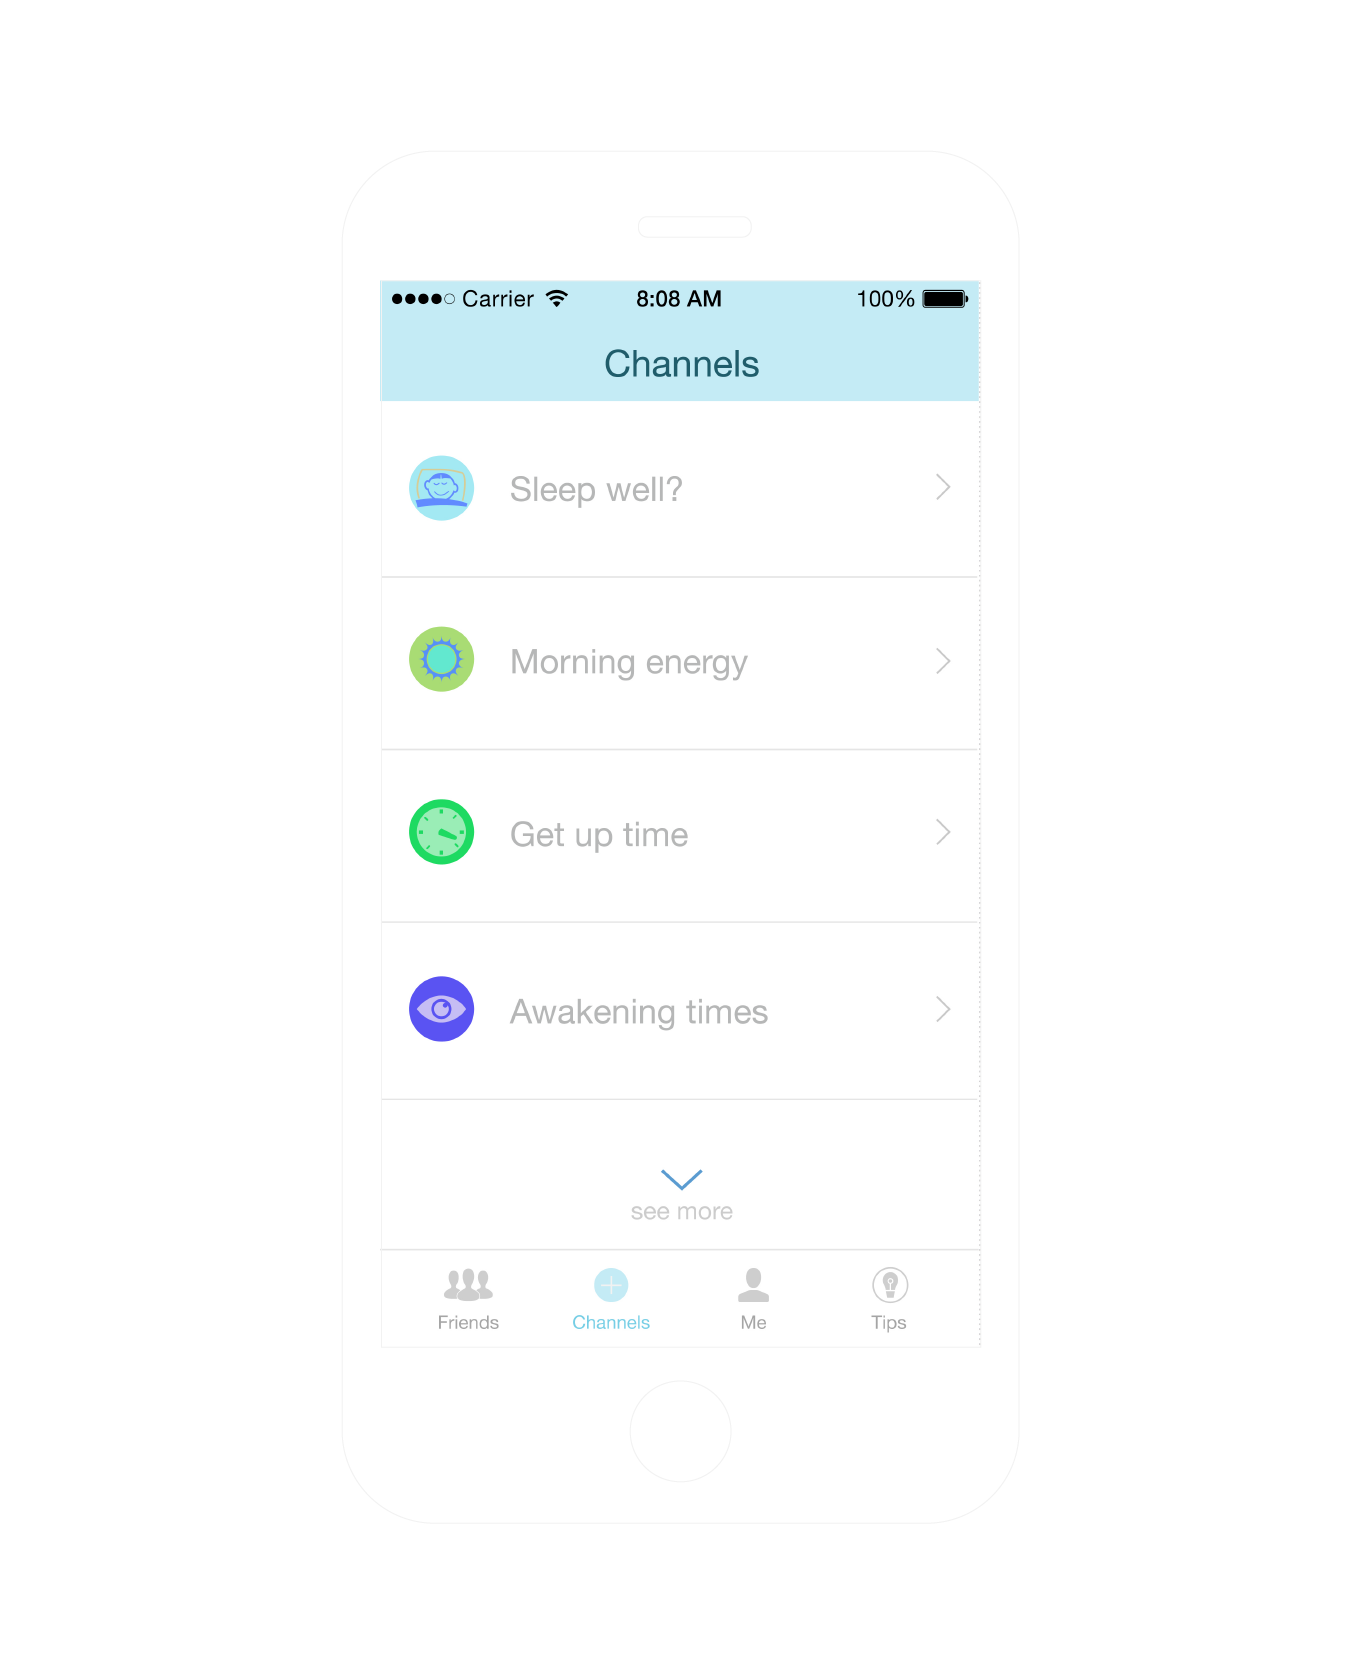 Carrier 8:08 AM 100%
Channels
Sleep well?
Morning energy
Get up time
Awakening times
see more
Friends Channels Me Tips